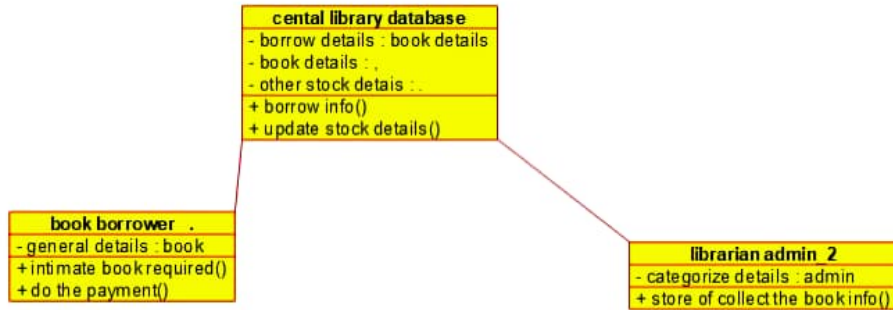 cental library database
- borrow details : book details
- book details : ,
- other stock detais : .
+ borrow info()
+ update stock details()
book borrower .
- general details : book
+ intimate book required()
+ do the payment()
librarian admin_2
- categorize details : admin
+ store of collect the book info()